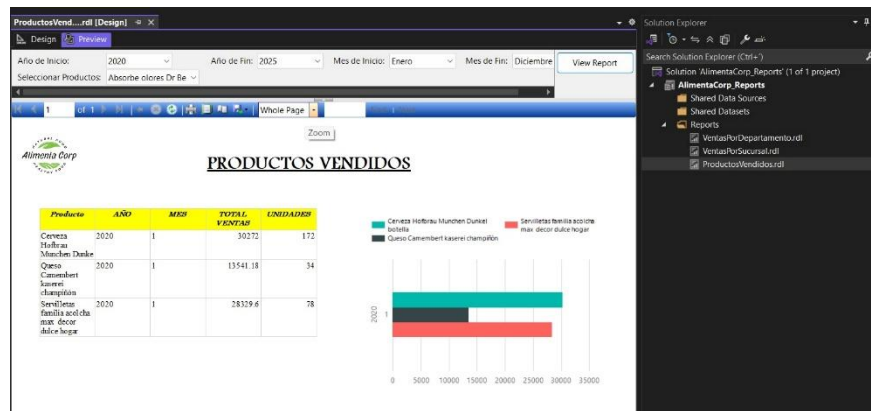 ProductosVend....rdl [Design]
Design Preview
Año de Inicio: 2020 Año de Fin: 2025 Mes de Inicio: Enero Mes de Fin: Diciembre View Report
Seleccionar Productos: Absorbe olores Dr Be
1 of 1 Whole Page
Zoom
Alimenta Corp
PRODUCTOS VENDIDOS
Producto AÑO MES TOTAL VENTAS UNIDADES
Cerveza Hofbrau Munchen Dunke 2020 1 30272 172
Queso Camembert kaserei champiñón 2020 1 13541.18 34
Servilletas familia acolcha max decor dulce hogar 2020 1 28329.6 78
Cerveza Hofbrau Munchen Dunkel botella
Servilletas familia acolcha max decor dulce hogar
Queso Camembert kaserei champiñón
2020
1
0 5000 10000 15000 20000 25000 30000 35000
Solution Explorer
Search Solution Explorer (Ctrl+')
Solution 'AlimentaCorp_Reports' (1 of 1 project)
AlimentaCorp_Reports
Shared Data Sources
Shared Datasets
Reports
VentasPorDepartamento.rdl
VentasPorSucursal.rdl
ProductosVendidos.rdl